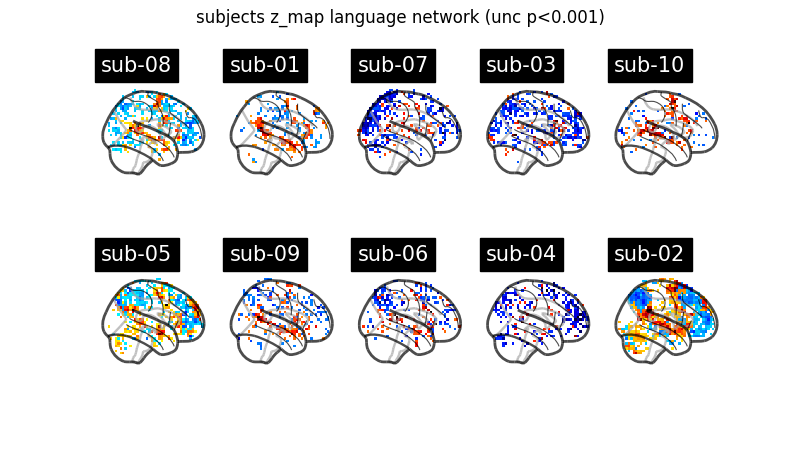 subjects z_map language network (unc p<0.001)
sub-08 sub-01 sub-07 sub-03 sub-10
sub-05 sub-09 sub-06 sub-04 sub-02